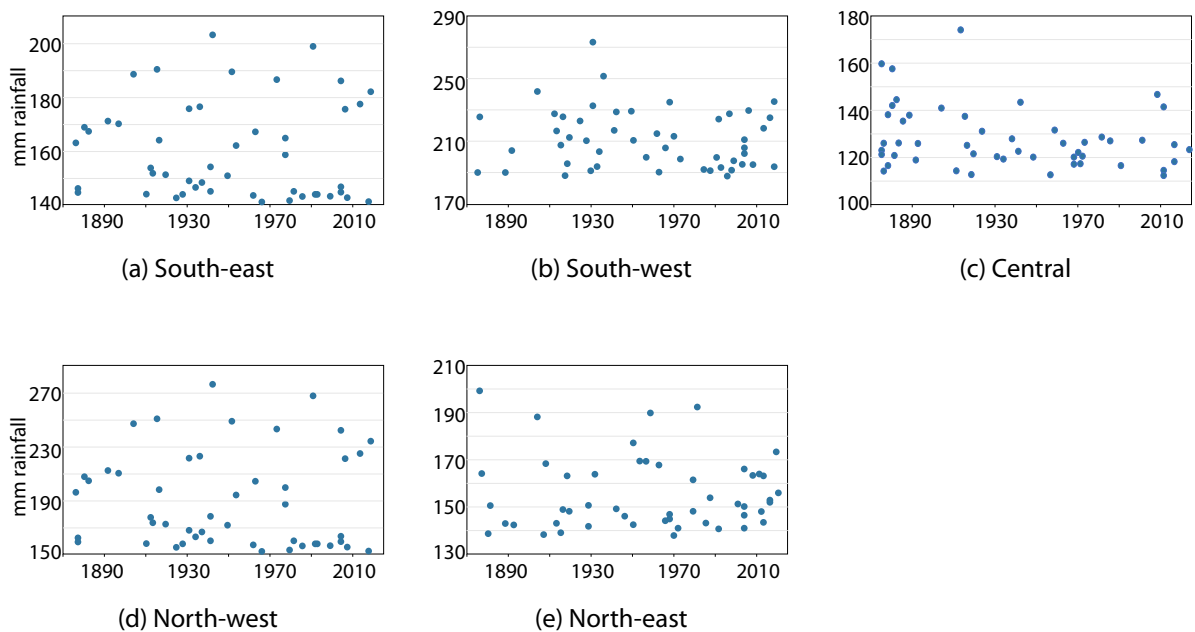 mm rainfall
200
180
160
140
1890 1930 1970 2010
(a) South-east
290
250
210
170
1890 1930 1970 2010
(b) South-west
180
160
140
120
100
1890 1930 1970 2010
(c) Central
mm rainfall
270
230
190
150
1890 1930 1970 2010
(d) North-west
210
190
170
150
130
1890 1930 1970 2010
(e) North-east